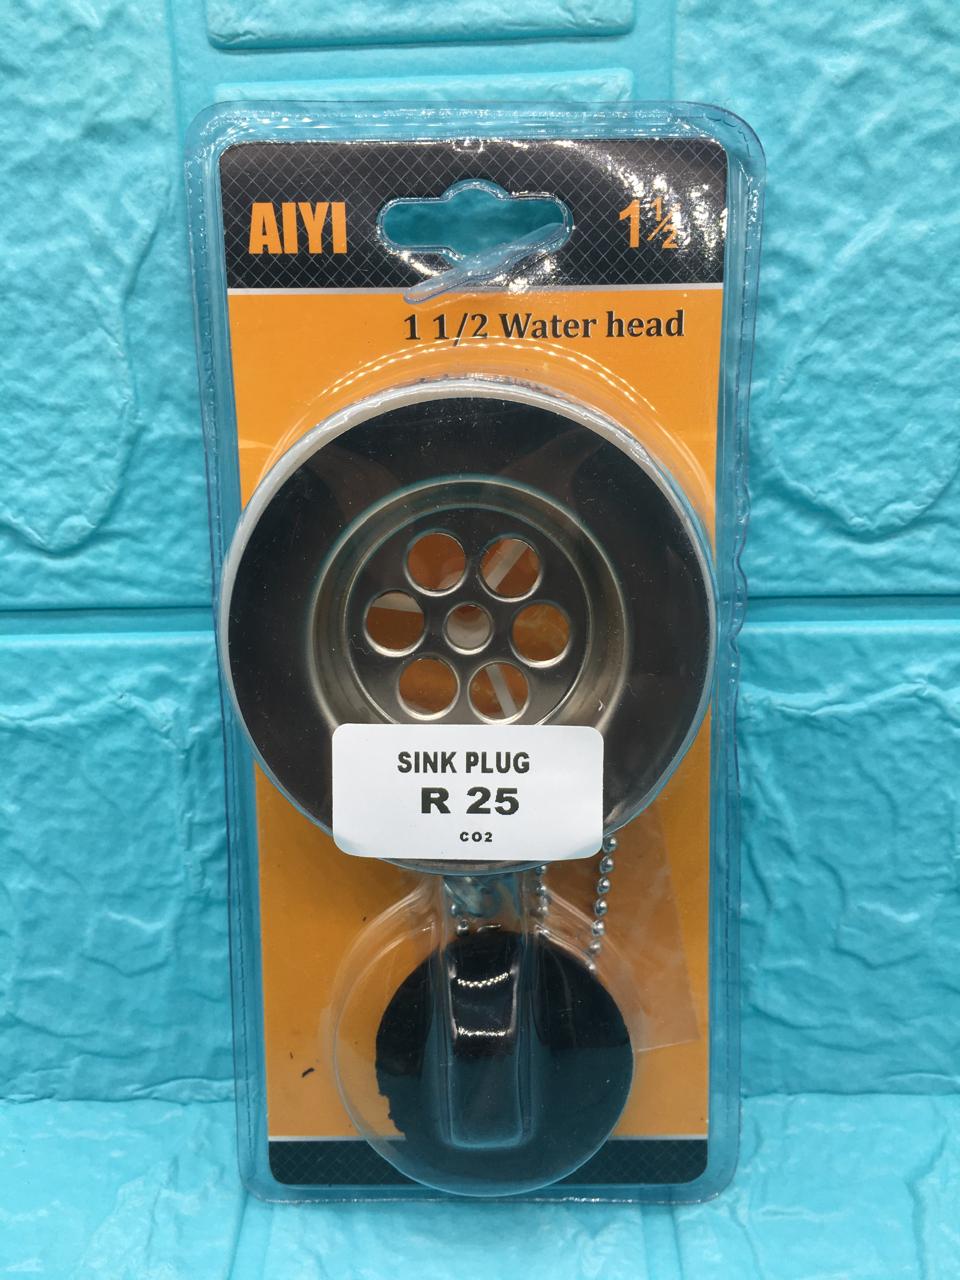 AIYI
1½
1 1/2 Water head
SINK PLUG
R 25
CO2